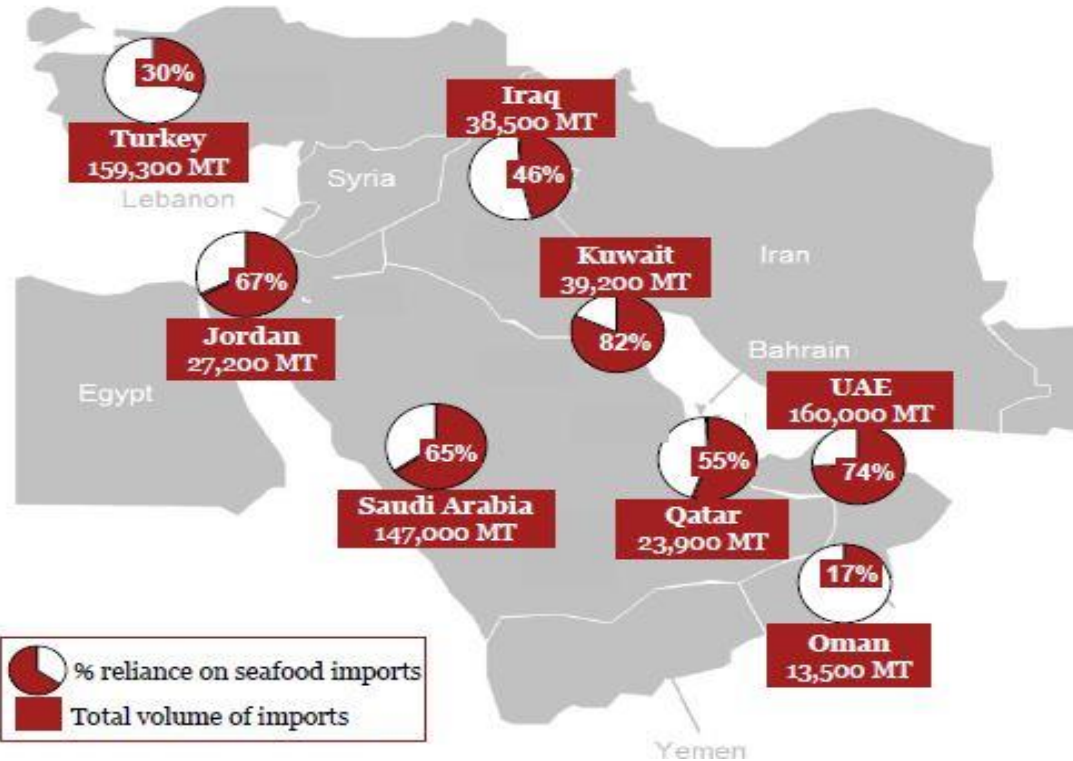 30%
Turkey
159,300 MT
Iraq
38,500 MT
46%
Syria
Lebanon
Kuwait
39,200 MT
82%
Iran
67%
Jordan
27,200 MT
Egypt
Bahrain
UAE
160,000 MT
74%
65%
Saudi Arabia
147,000 MT
55%
Qatar
23,900 MT
17%
Oman
13,500 MT
% reliance on seafood imports
Total volume of imports
Yemen